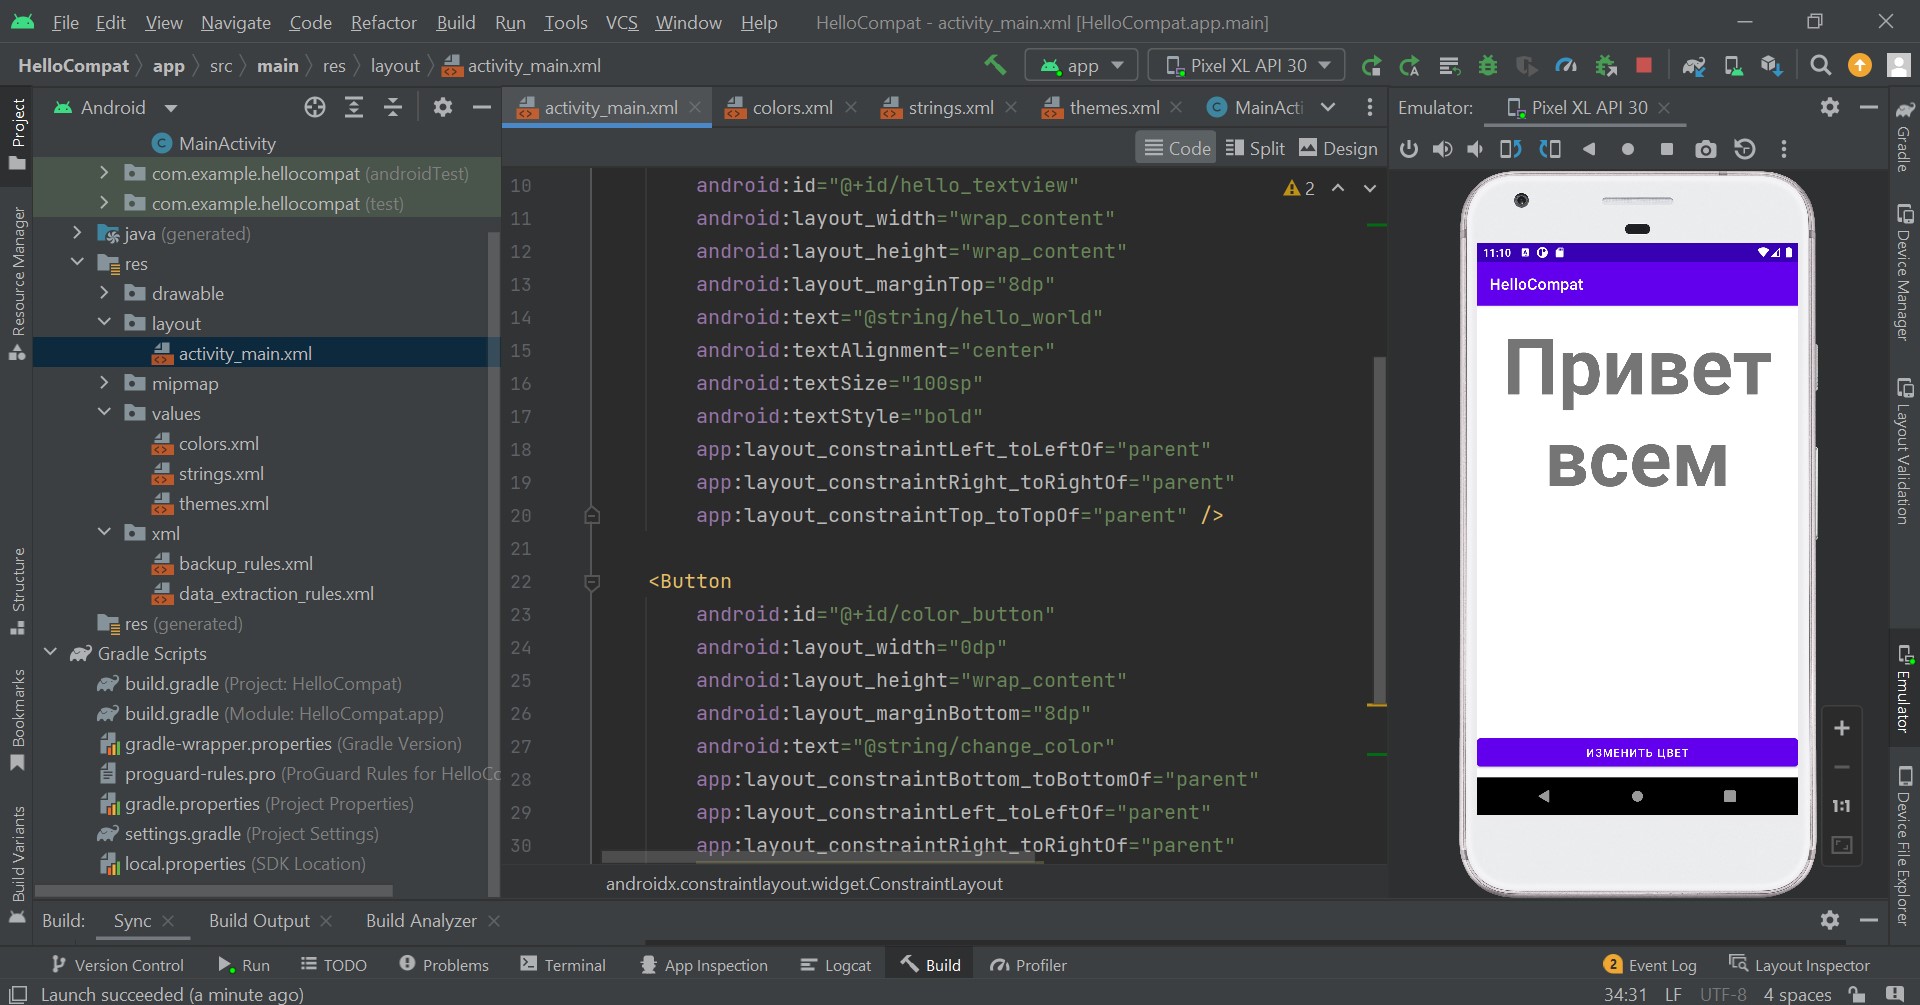 File Edit View Navigate Code Refactor Build Run Tools VCS Window Help HelloCompat - activity_main.xml [HelloCompat.app.main]
HelloCompat app src main res layout activity_main.xml app Pixel XL API 30
Android activity_main.xml colors.xml strings.xml themes.xml MainActi Emulator: Pixel XL API 30
Code Split Design
MainActivity
com.example.hellocompat (androidTest)
com.example.hellocompat (test)
java (generated)
res
drawable
layout
activity_main.xml
mipmap
values
colors.xml
strings.xml
themes.xml
xml
backup_rules.xml
data_extraction_rules.xml
res (generated)
Gradle Scripts
build.gradle (Project: HelloCompat)
build.gradle (Module: HelloCompat.app)
gradle-wrapper.properties (Gradle Version)
proguard-rules.pro (ProGuard Rules for HelloCo
gradle.properties (Project Properties)
settings.gradle (Project Settings)
local.properties (SDK Location)
Project
Resource Manager
Structure
Bookmarks
Build Variants
2
10 android:id="@+id/hello_textview"
11 android:layout_width="wrap_content"
12 android:layout_height="wrap_content"
13 android:layout_marginTop="8dp"
14 android:text="@string/hello_world"
15 android:textAlignment="center"
16 android:textSize="100sp"
17 android:textStyle="bold"
18 app:layout_constraintLeft_toLeftOf="parent"
19 app:layout_constraintRight_toRightOf="parent"
20 app:layout_constraintTop_toTopOf="parent" />
21
22 <Button
23 android:id="@+id/color_button"
24 android:layout_width="0dp"
25 android:layout_height="wrap_content"
26 android:layout_marginBottom="8dp"
27 android:text="@string/change_color"
28 app:layout_constraintBottom_toBottomOf="parent"
29 app:layout_constraintLeft_toLeftOf="parent"
30 app:layout_constraintRight_toRightOf="parent"
androidx.constraintlayout.widget.ConstraintLayout
11:10
HelloCompat
Привет
всем
ИЗМЕНИТЬ ЦВЕТ
1:1
Gradle
Device Manager
Layout Validation
Emulator
Device File Explorer
Build: Sync Build Output Build Analyzer
Version Control Run TODO Problems Terminal App Inspection Logcat Build Profiler 2 Event Log Layout Inspector
Launch succeeded (a minute ago) 34:31 LF UTF-8 4 spaces